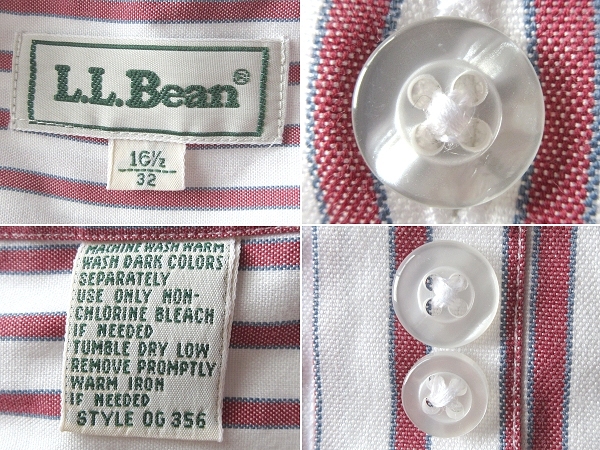 L.L.Bean®
16½
32
MACHINE WASH WARM
WASH DARK COLORS
SEPARATELY
USE ONLY NON-
CHLORINE BLEACH
IF NEEDED
TUMBLE DRY LOW
REMOVE PROMPTLY
WARM IRON
IF NEEDED
STYLE OG 356